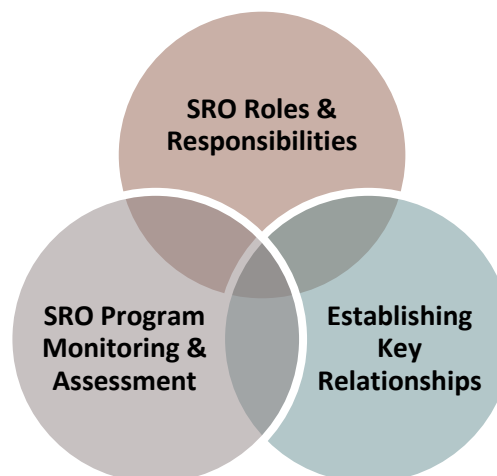 SRO Roles &
Responsibilities
SRO Program
Monitoring &
Assessment
Establishing
Key
Relationships